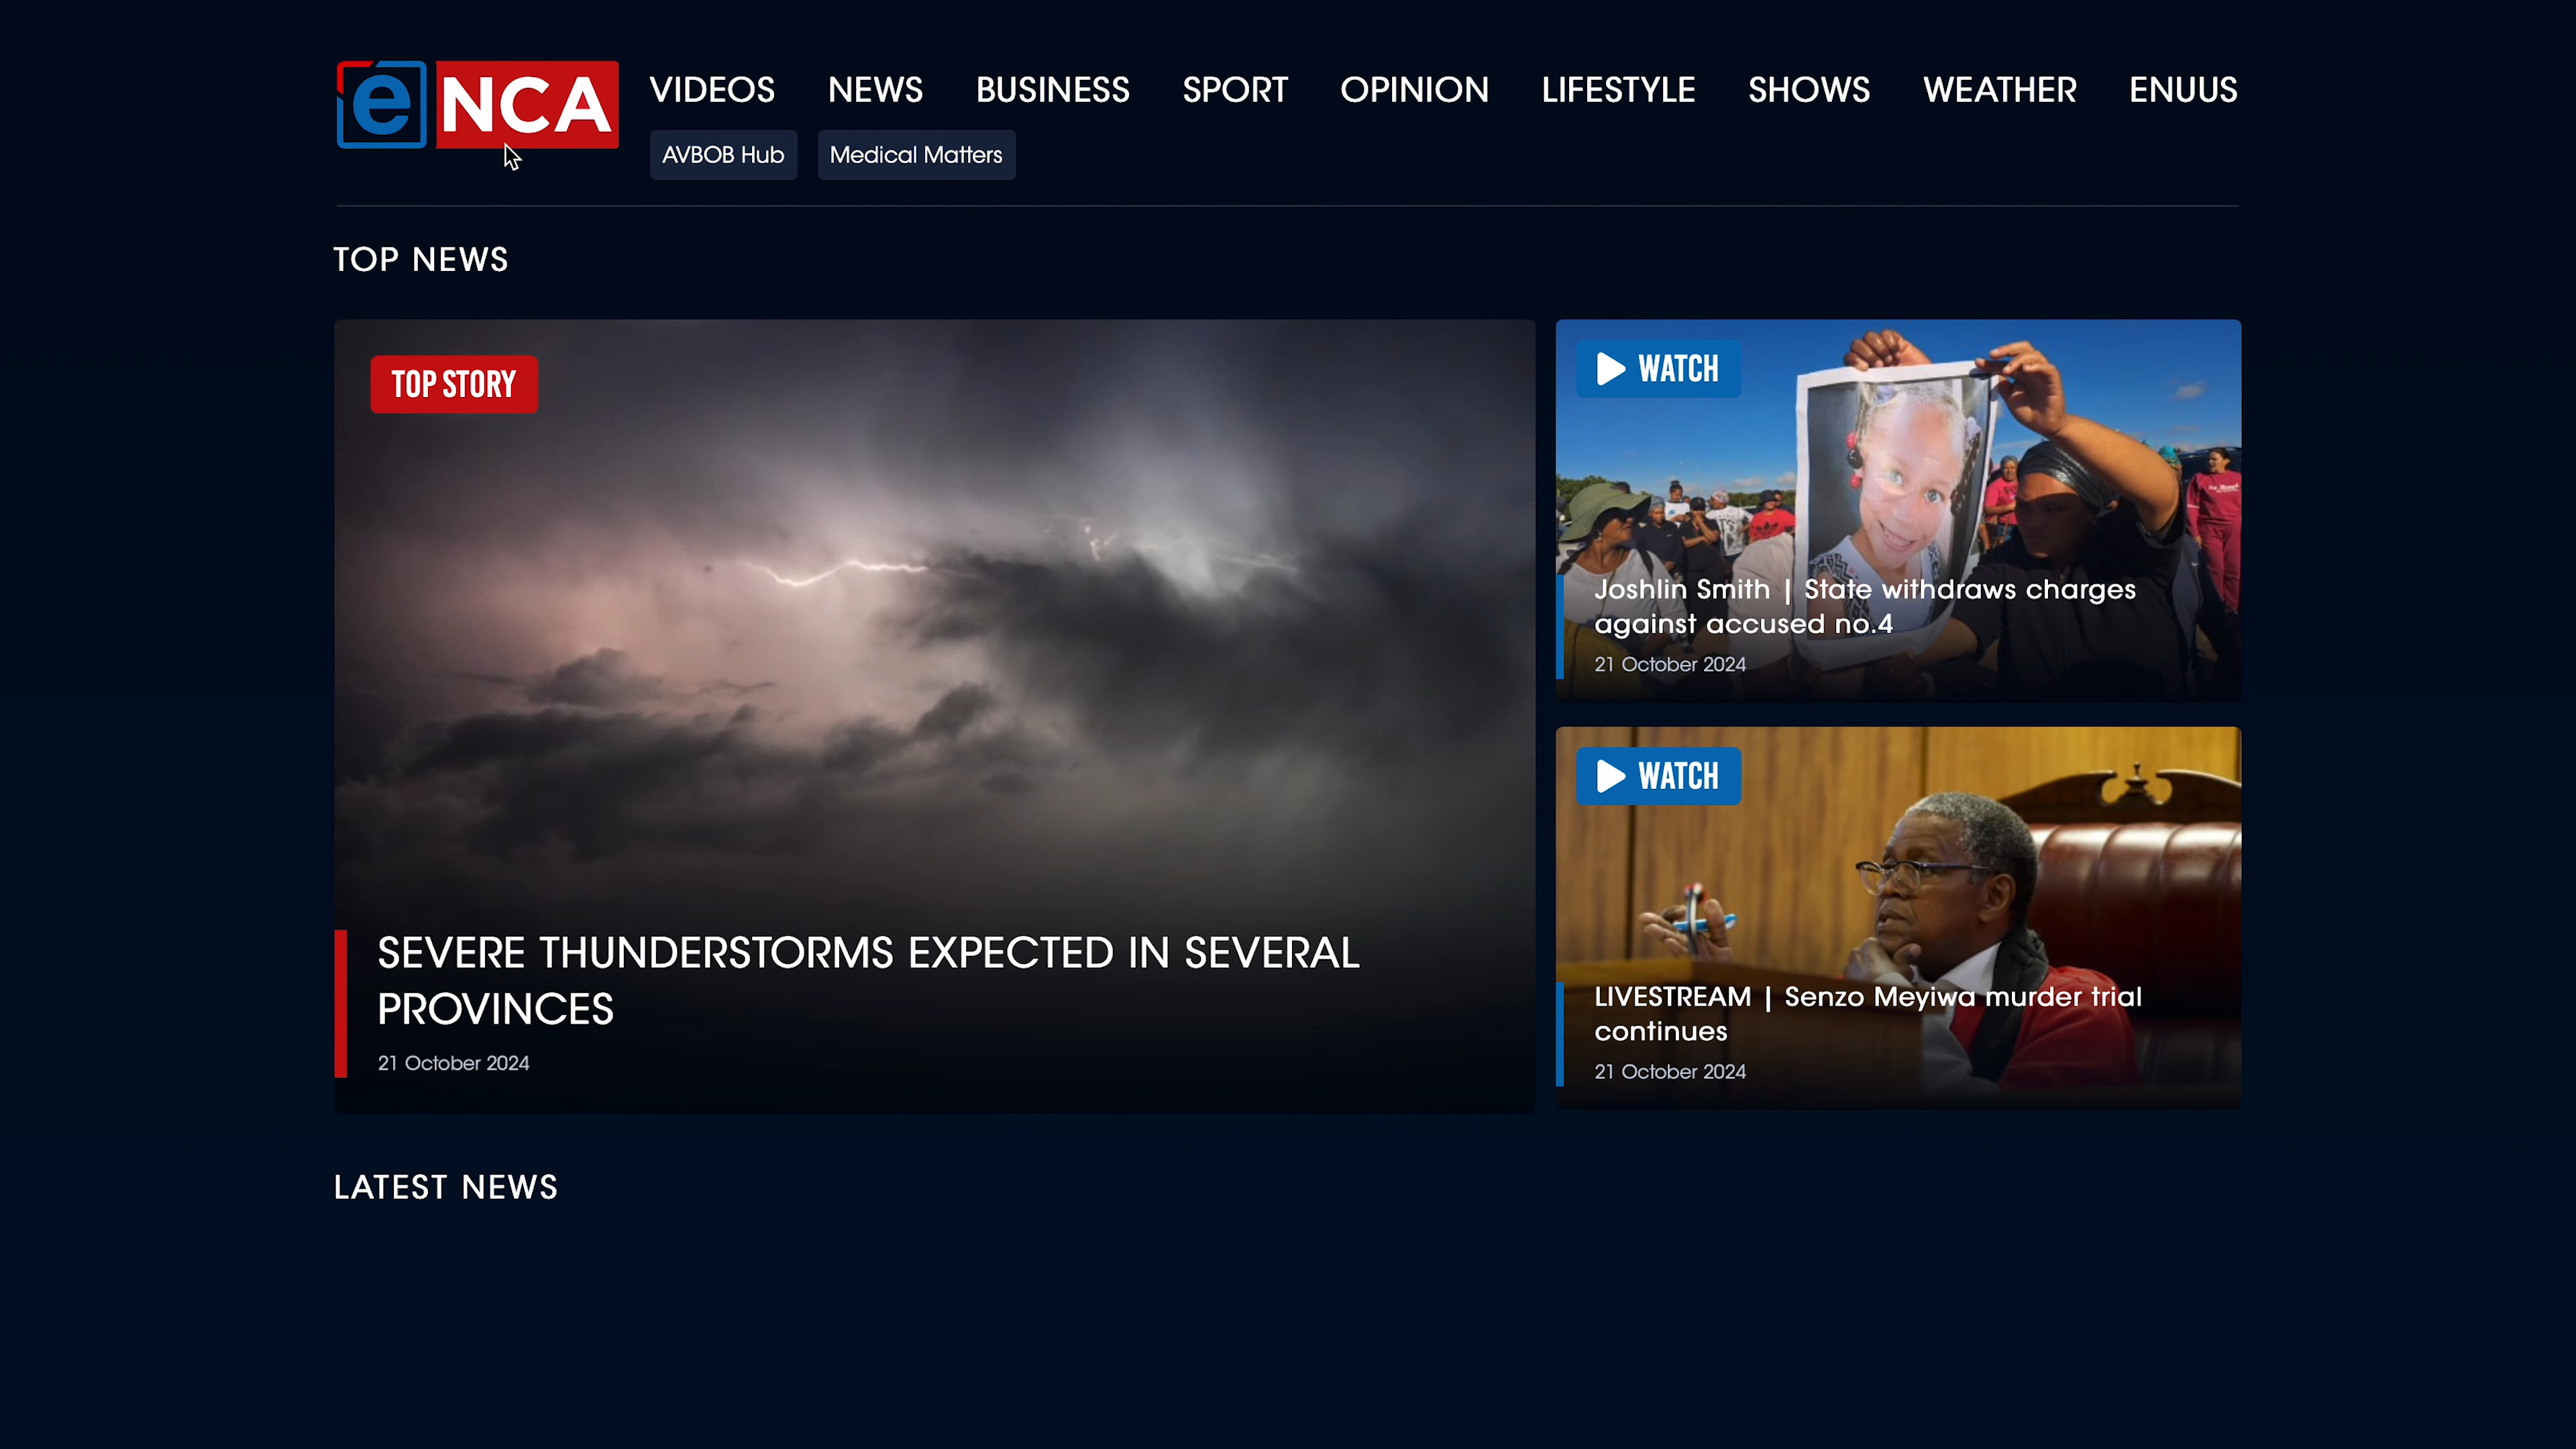 eNCA
VIDEOS NEWS BUSINESS SPORT OPINION LIFESTYLE SHOWS WEATHER ENUUS
AVBOB Hub Medical Matters
TOP NEWS
TOP STORY
SEVERE THUNDERSTORMS EXPECTED IN SEVERAL
PROVINCES
21 October 2024
WATCH
Joshlin Smith | State withdraws charges
against accused no.4
21 October 2024
WATCH
LIVESTREAM | Senzo Meyiwa murder trial
continues
21 October 2024
LATEST NEWS